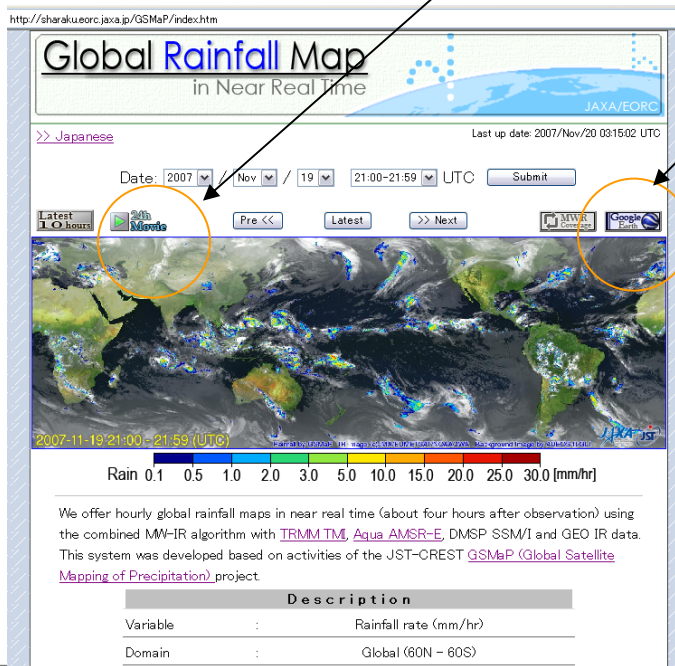 http://sharaku.eorc.jaxa.jp/GSMaP/index.htm
Global Rainfall Map
in Near Real Time
JAXA/EORC
>> Japanese
Last up date: 2007/Nov/20 03:15:02 UTC
Date: 2007 / Nov / 19 21:00-21:59 UTC Submit
Latest 10 hours
24h Movie
Pre << Latest >> Next
MWR Coverage
Google Earth
2007-11-19 21:00 - 21:59 (UTC)
Rainfall by GSMaP
Background Image by
JAXA JST
Rain 0.1 0.5 1.0 2.0 3.0 5.0 10.0 15.0 20.0 25.0 30.0 [mm/hr]
We offer hourly global rainfall maps in near real time (about four hours after observation) using
the combined MW-IR algorithm with TRMM TMI, Aqua AMSR-E, DMSP SSM/I and GEO IR data.
This system was developed based on activities of the JST-CREST GSMaP (Global Satellite
Mapping of Precipitation) project.
Description
Variable : Rainfall rate (mm/hr)
Domain : Global (60N - 60S)